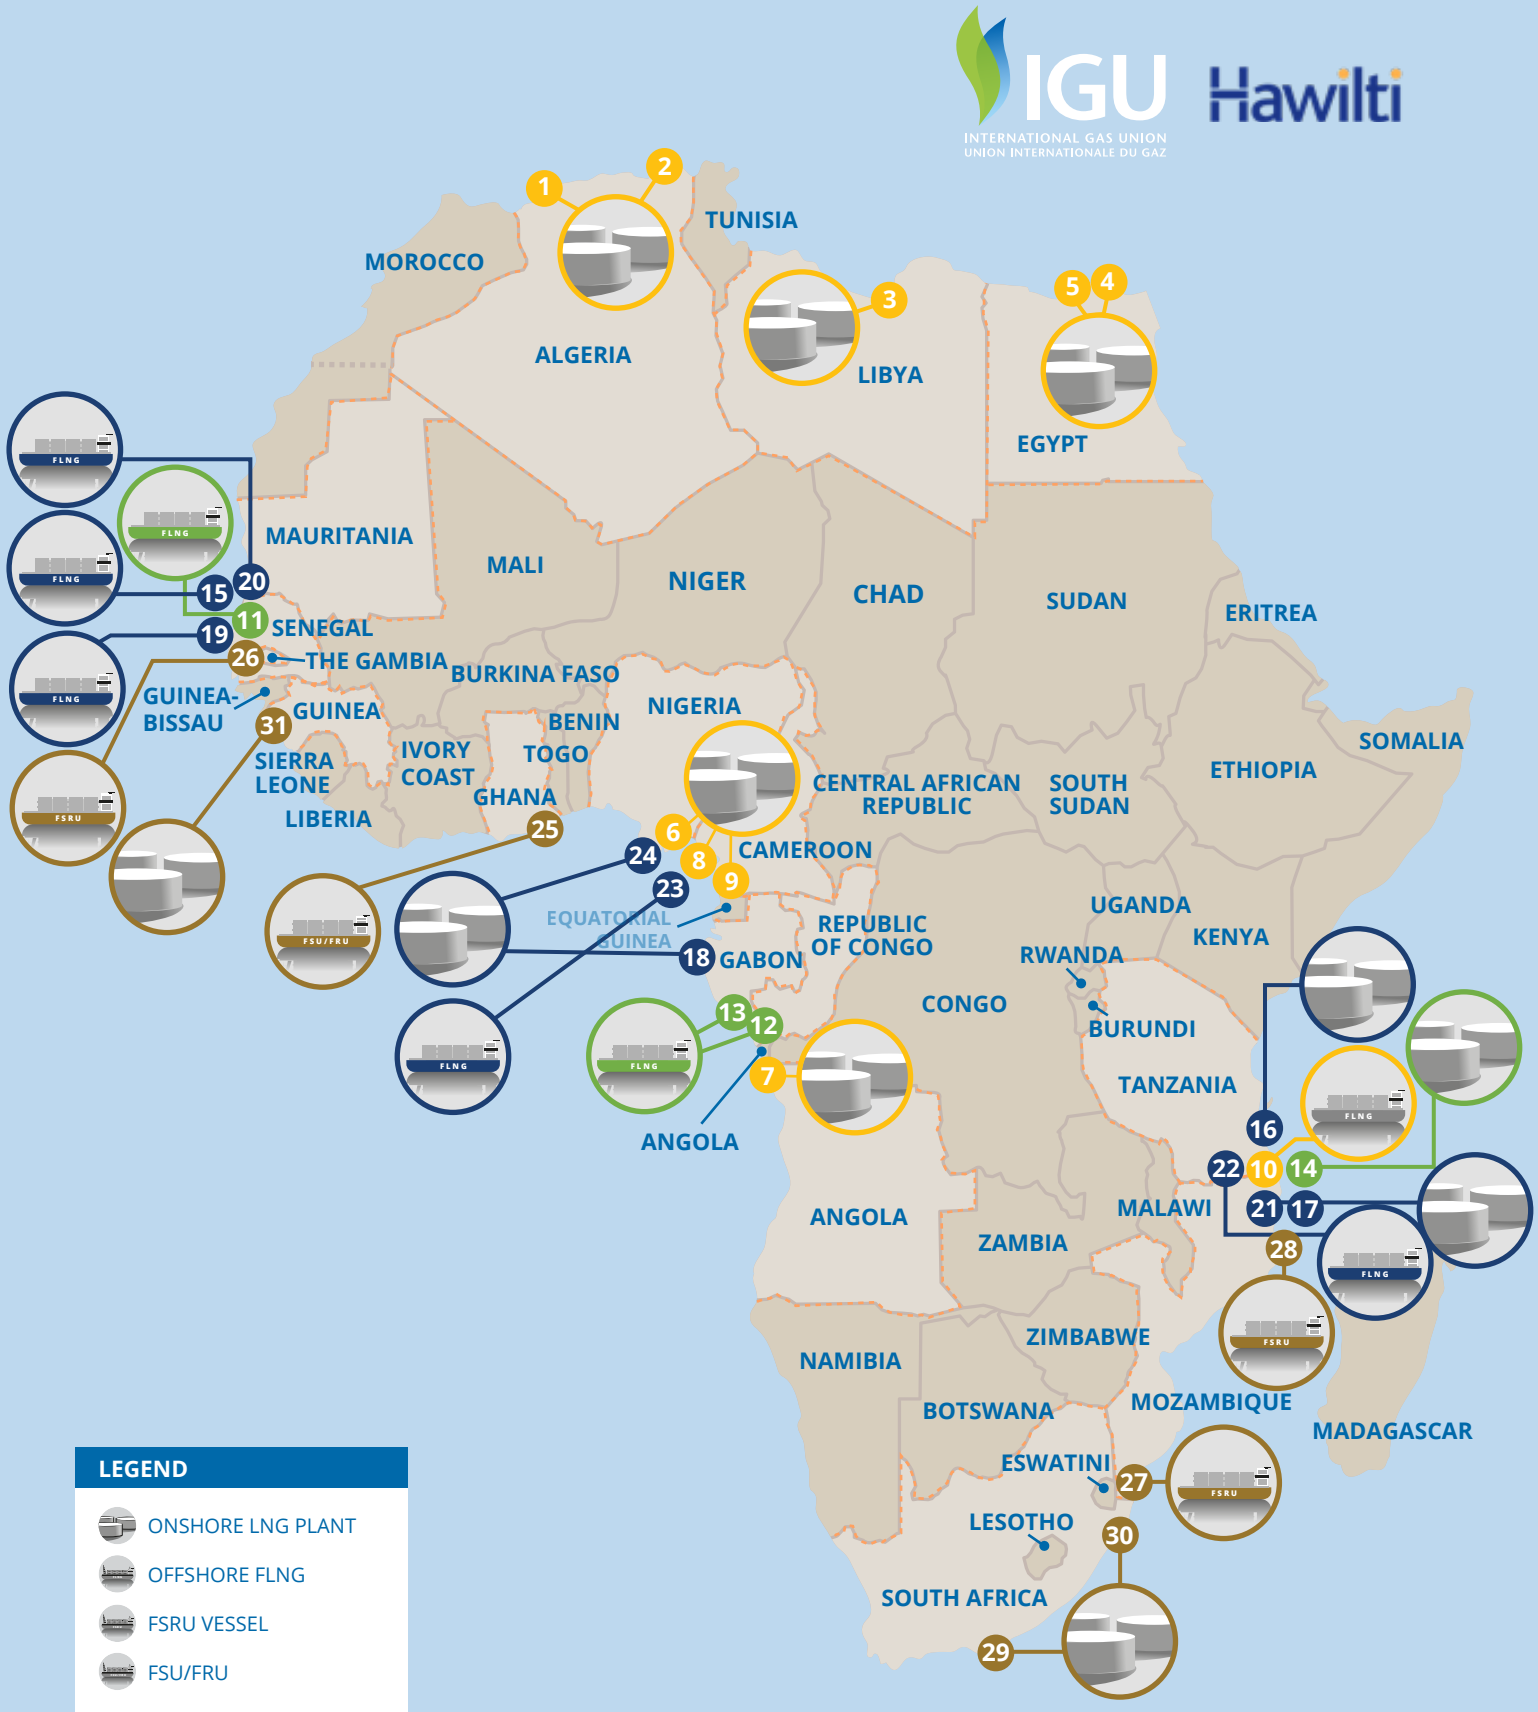 IGU
INTERNATIONAL GAS UNION
UNION INTERNATIONALE DU GAZ
Hawilti
1
2
TUNISIA
MOROCCO
5
4
3
ALGERIA
LIBYA
EGYPT
FLNG
FLNG
MAURITANIA
MALI
NIGER
CHAD
SUDAN
ERITREA
FLNG
15
20
11
SENEGAL
19
26
THE GAMBIA
BURKINA FASO
GUINEA-
BISSAU
FLNG
NIGERIA
31
GUINEA
BENIN
SIERRA
LEONE
IVORY
COAST
TOGO
GHANA
SOMALIA
ETHIOPIA
CENTRAL AFRICAN
REPUBLIC
SOUTH
SUDAN
LIBERIA
FSRU
25
6
24
8
CAMEROON
9
23
EQUATORIAL
GUINEA
REPUBLIC
OF CONGO
UGANDA
KENYA
RWANDA
FSU/FRU
18
GABON
CONGO
BURUNDI
13
12
FLNG
FLNG
7
TANZANIA
FLNG
16
ANGOLA
22
10
14
21
17
MALAWI
ANGOLA
ZAMBIA
28
FLNG
ZIMBABWE
FSRU
NAMIBIA
MOZAMBIQUE
BOTSWANA
MADAGASCAR
ESWATINI
27
FSRU
LESOTHO
30
SOUTH AFRICA
29
LEGEND
ONSHORE LNG PLANT
OFFSHORE FLNG
FSRU VESSEL
FSU/FRU